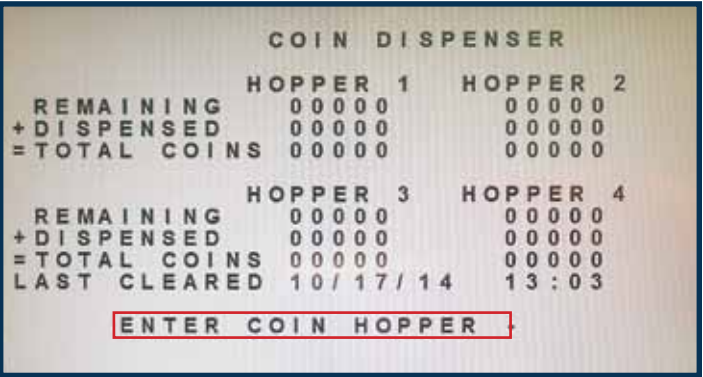 COIN DISPENSER
HOPPER 1 HOPPER 2
REMAINING 00000 00000
+DISPENSED 00000 00000
=TOTAL COINS 00000 00000
HOPPER 3 HOPPER 4
REMAINING 00000 00000
+DISPENSED 00000 00000
=TOTAL COINS 00000 00000
LAST CLEARED 10/17/14 13:03
ENTER COIN HOPPER -